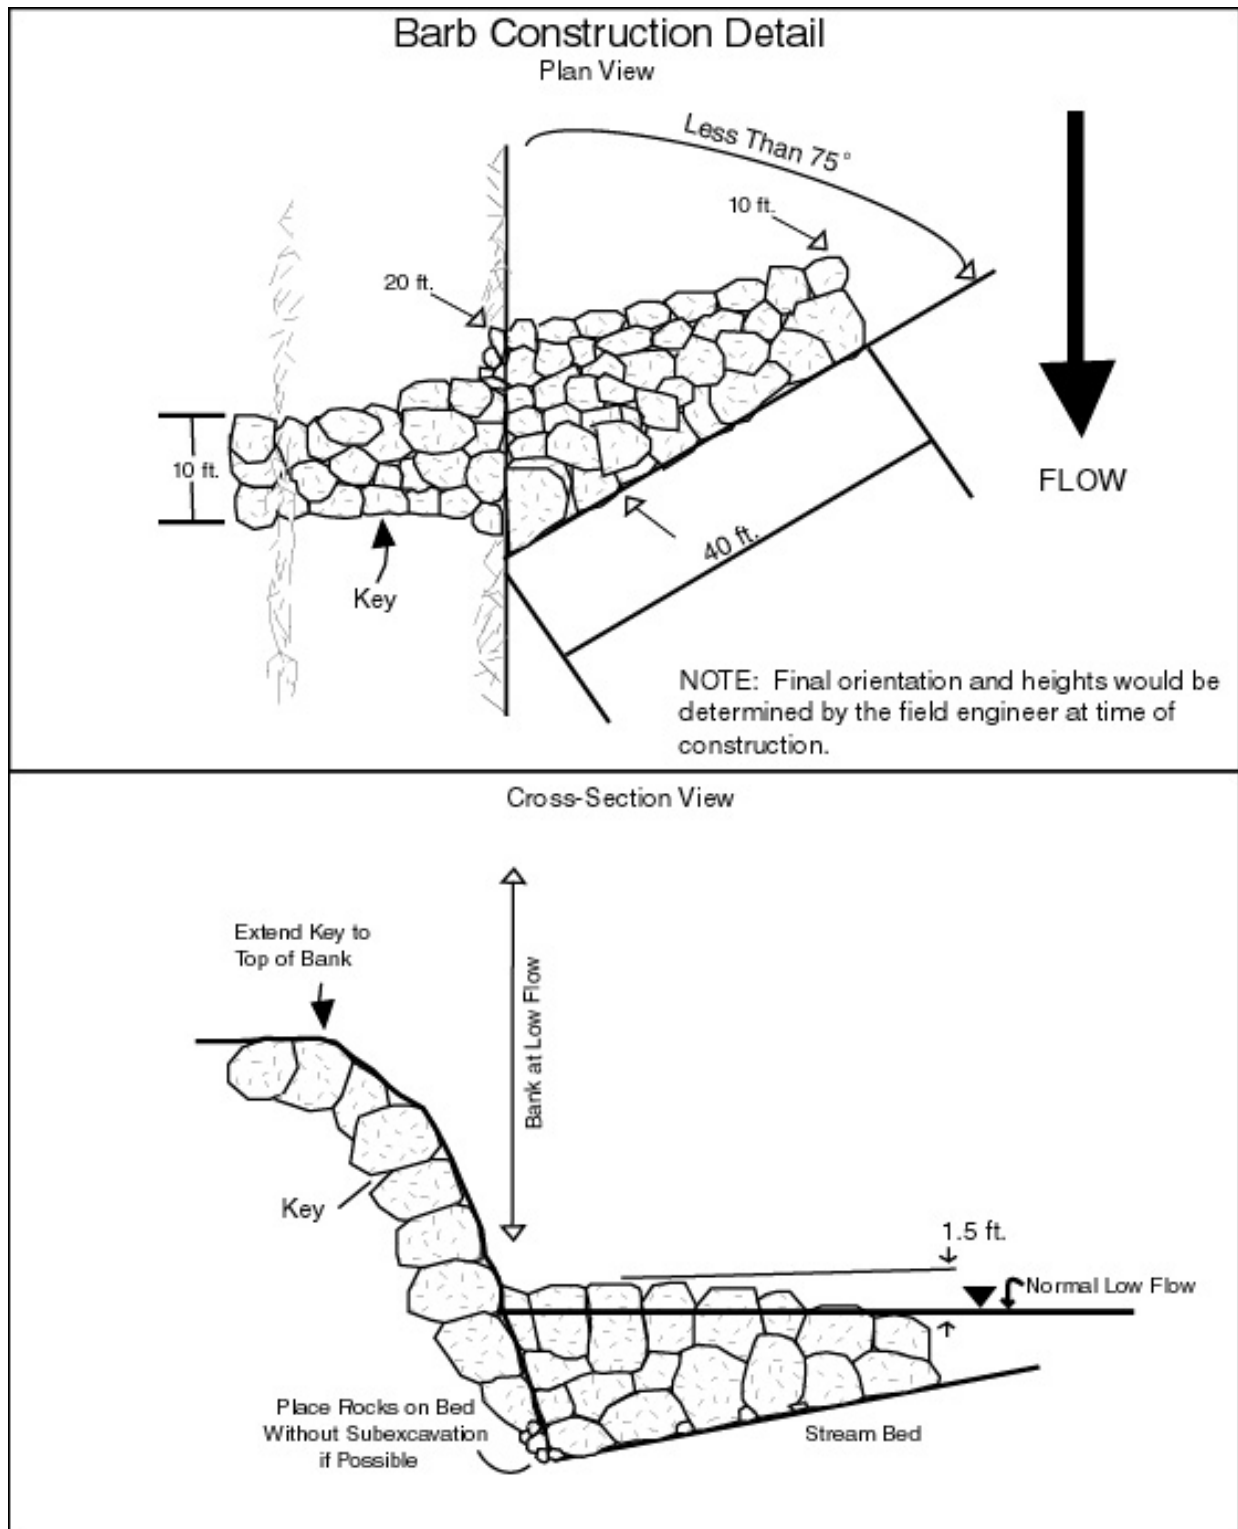 Barb Construction Detail
Plan View
Less Than 75°
10 ft.
20 ft.
10 ft.
FLOW
40 ft.
Key
NOTE: Final orientation and heights would be
determined by the field engineer at time of
construction.
Cross-Section View
Extend Key to
Top of Bank
Bank at Low Flow
Key
1.5 ft.
Normal Low Flow
Place Rocks on Bed
Without Subexcavation
if Possible
Stream Bed